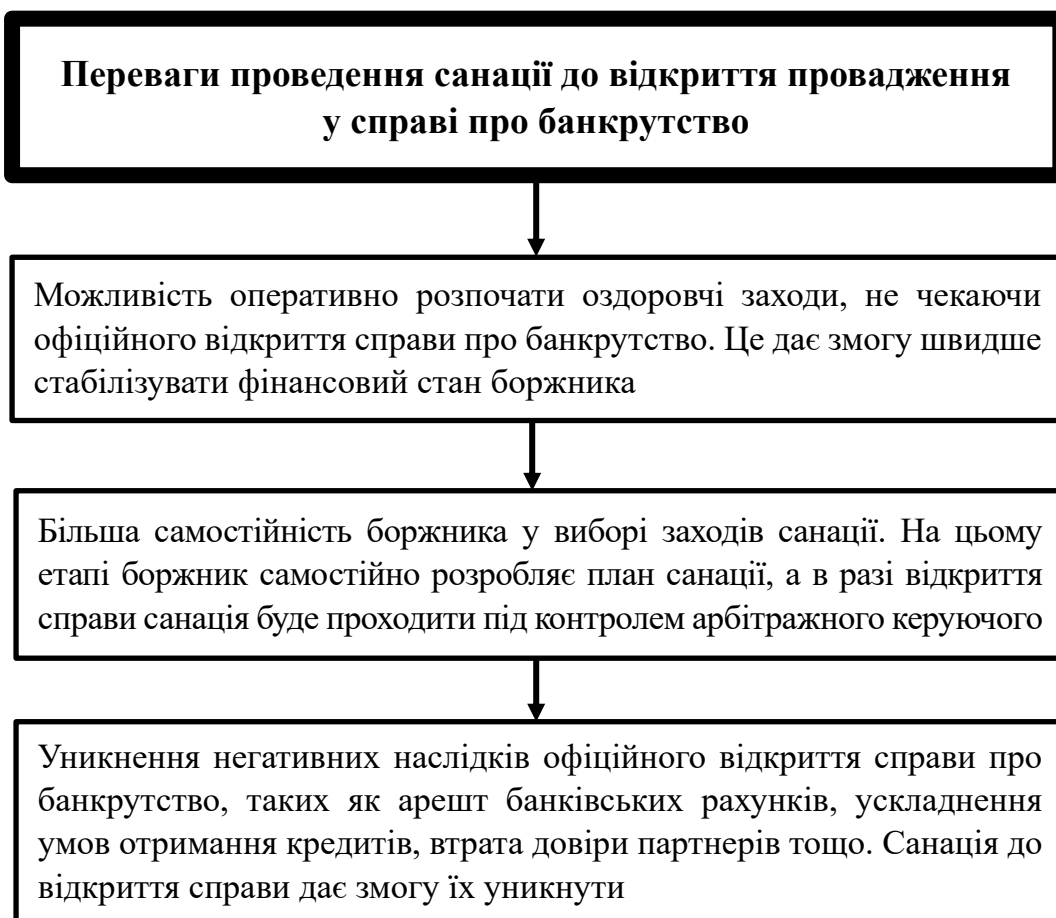 Переваги проведення санації до відкриття провадження
у справі про банкрутство
Можливість оперативно розпочати оздоровчі заходи, не чекаючи
офіційного відкриття справи про банкрутство. Це дає змогу швидше
стабілізувати фінансовий стан боржника
Більша самостійність боржника у виборі заходів санації. На цьому
етапі боржник самостійно розробляє план санації, а в разі відкриття
справи санація буде проходити під контролем арбітражного керуючого
Уникнення негативних наслідків офіційного відкриття справи про
банкрутство, таких як арешт банківських рахунків, ускладнення
умов отримання кредитів, втрата довіри партнерів тощо. Санація до
відкриття справи дає змогу їх уникнути